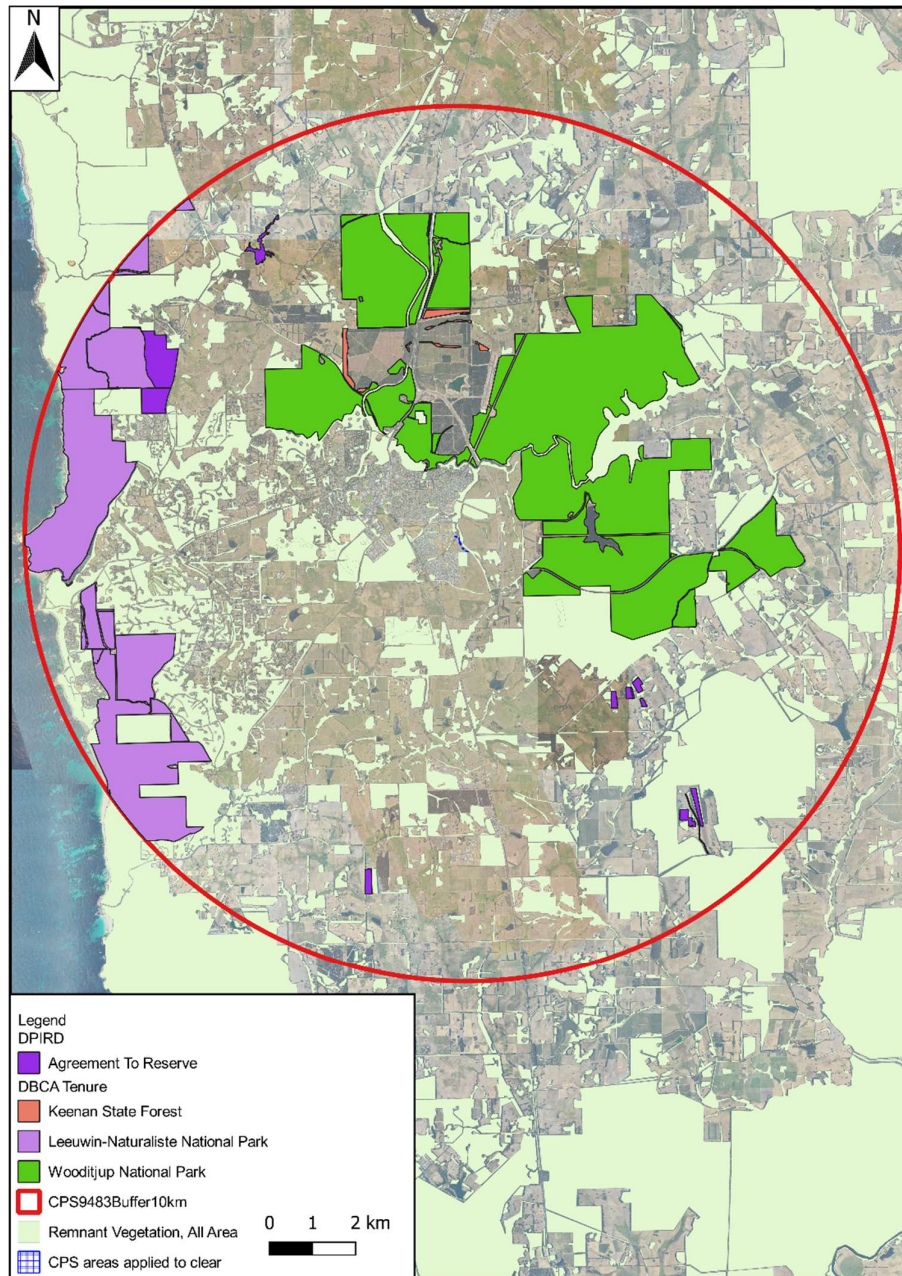 N
Legend
DPIRD
Agreement To Reserve
DBCA Tenure
Keenan State Forest
Leeuwin-Naturaliste National Park
Wooditjup National Park
CPS9483Buffer10km
Remnant Vegetation, All Area
CPS areas applied to clear
0 1 2 km